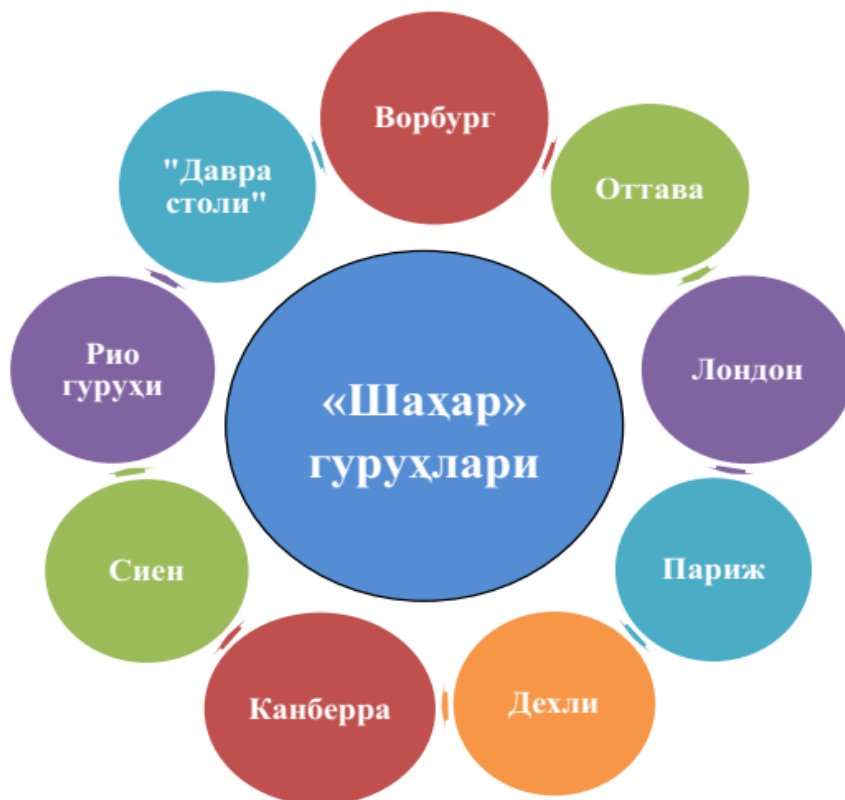 Ворбург
Оттава
Лондон
Париж
Дехли
Канберра
Сиен
Рио
гуруҳи
"Давра
столи"
«Шаҳар»
гуруҳлари